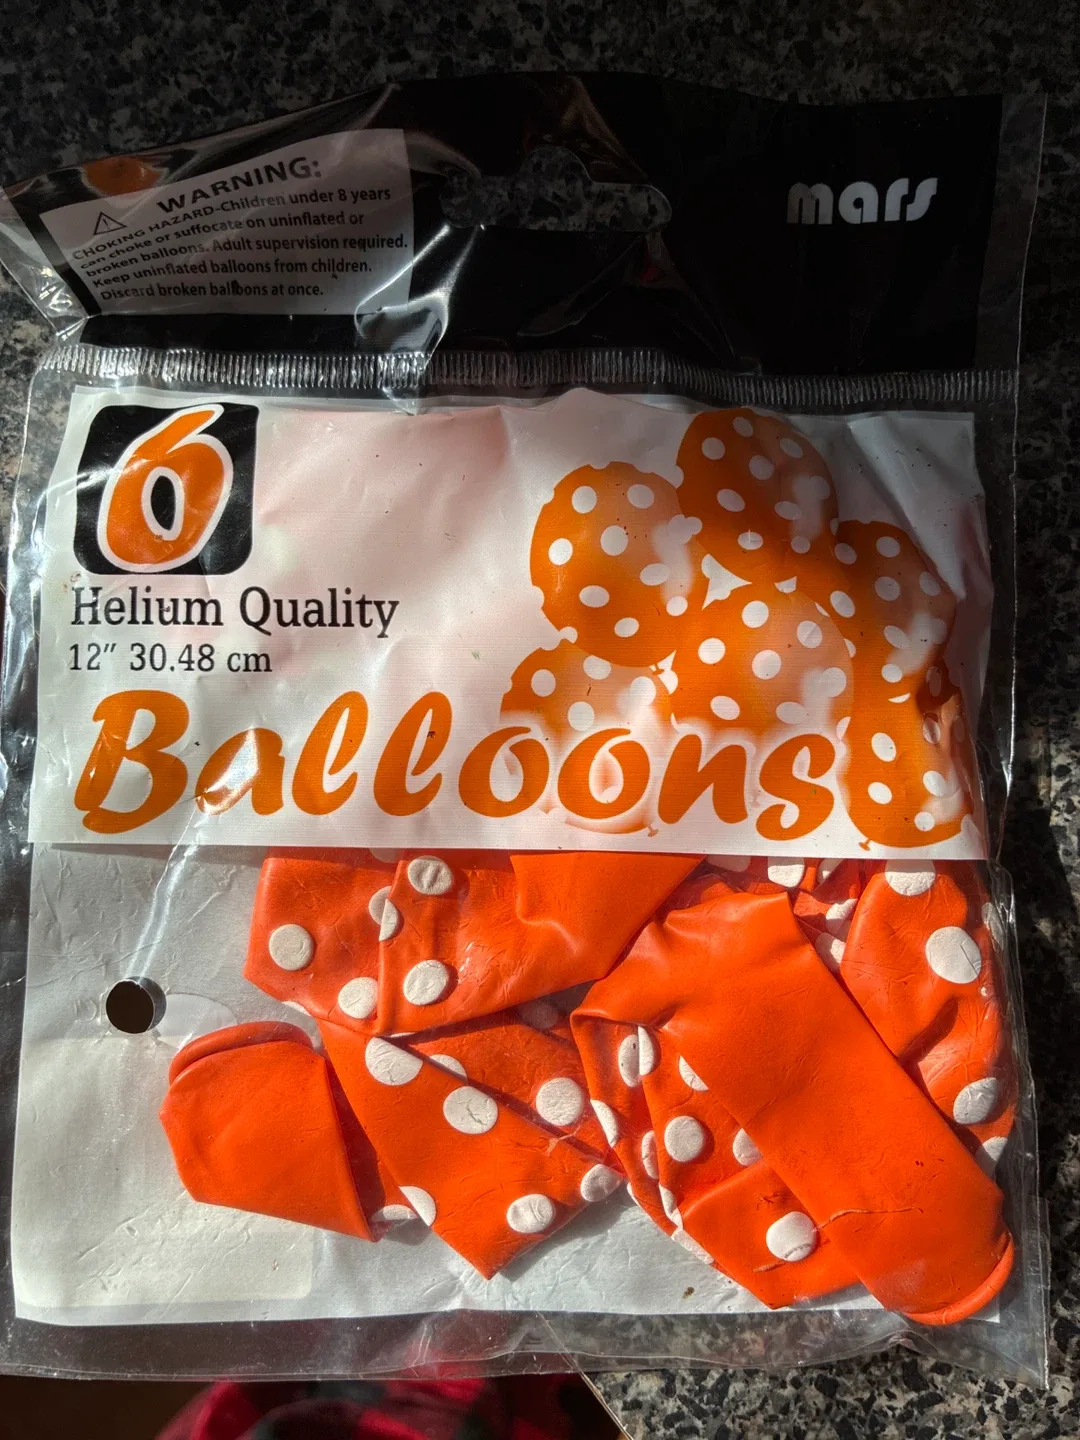 WARNING:
CHOKING HAZARD-Children under 8 years
can choke or suffocate on uninflated or
broken balloons. Adult supervision required.
Keep uninflated balloons from children.
Discard broken balloons at once.
mars
6
Helium Quality
12" 30.48 cm
Balloons